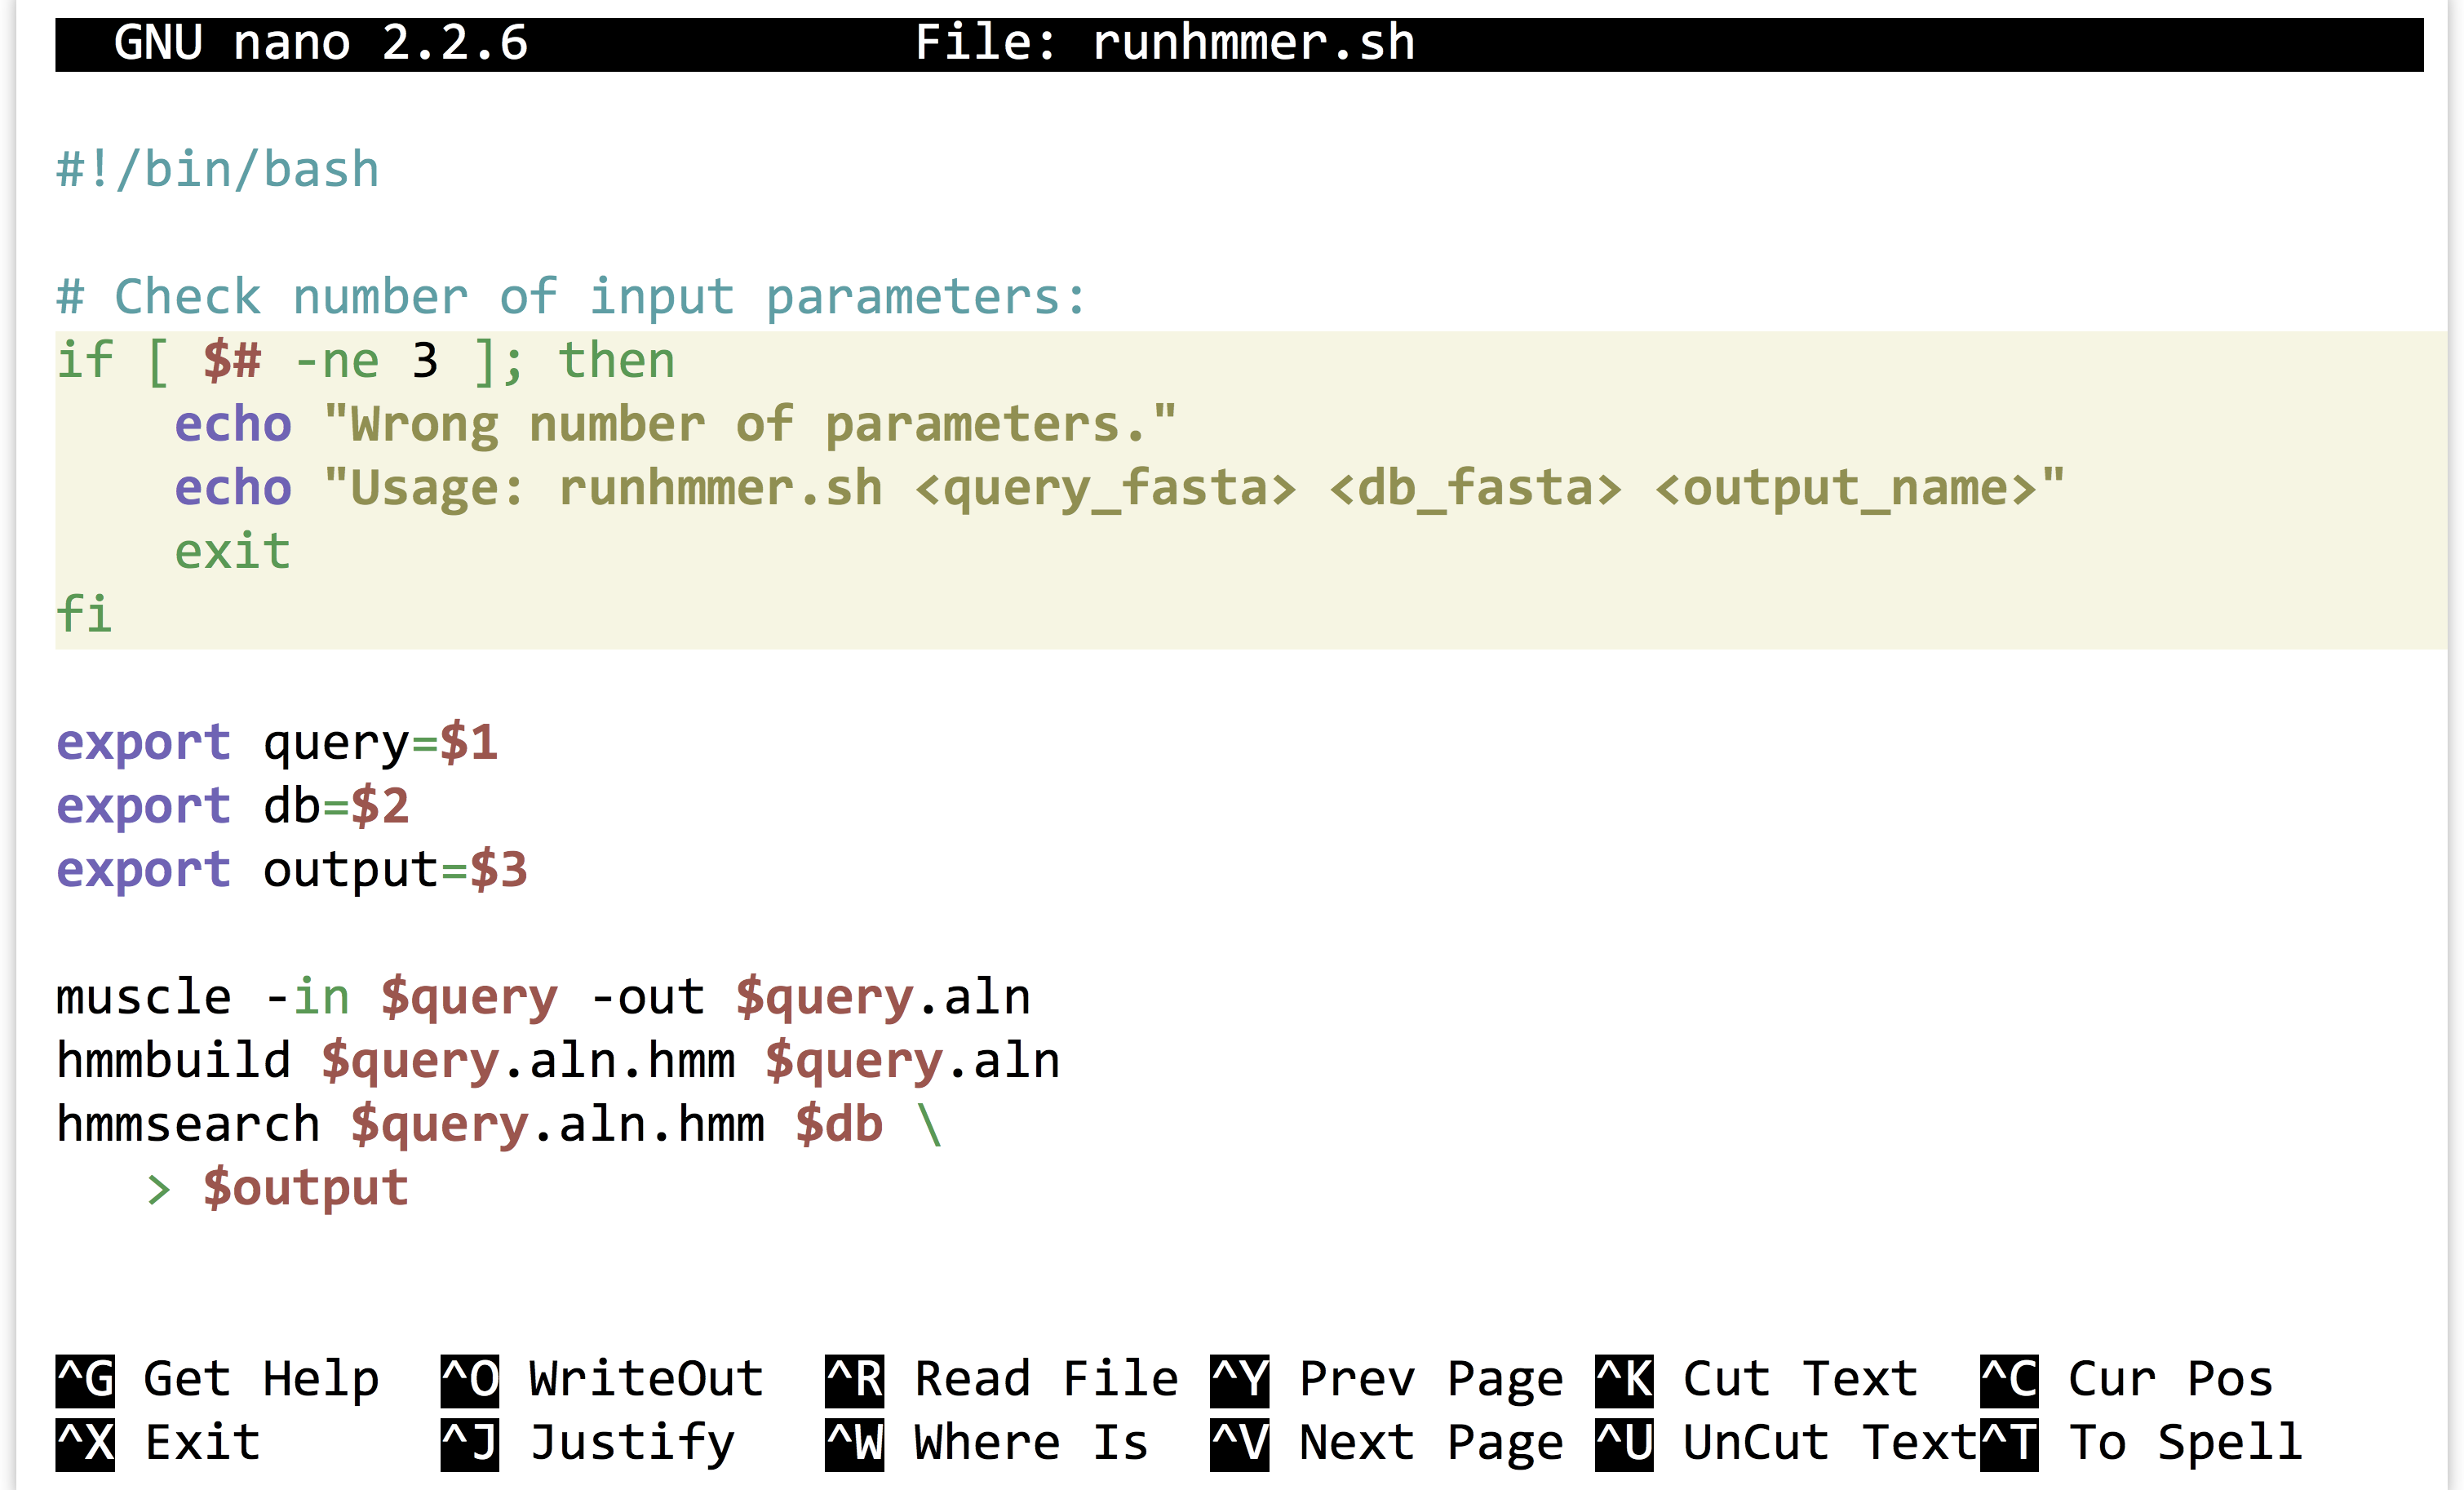 GNU nano 2.2.6 File: runhmmer.sh
#!/bin/bash
# Check number of input parameters:
if [ $# -ne 3 ]; then
    echo "Wrong number of parameters."
    echo "Usage: runhmmer.sh <query_fasta> <db_fasta> <output_name>"
    exit
fi
export query=$1
export db=$2
export output=$3
muscle -in $query -out $query.aln
hmmbuild $query.aln.hmm $query.aln
hmmsearch $query.aln.hmm $db \
   > $output
^G Get Help ^O WriteOut ^R Read File ^Y Prev Page ^K Cut Text ^C Cur Pos
^X Exit ^J Justify ^W Where Is ^V Next Page ^U UnCut Text ^T To Spell